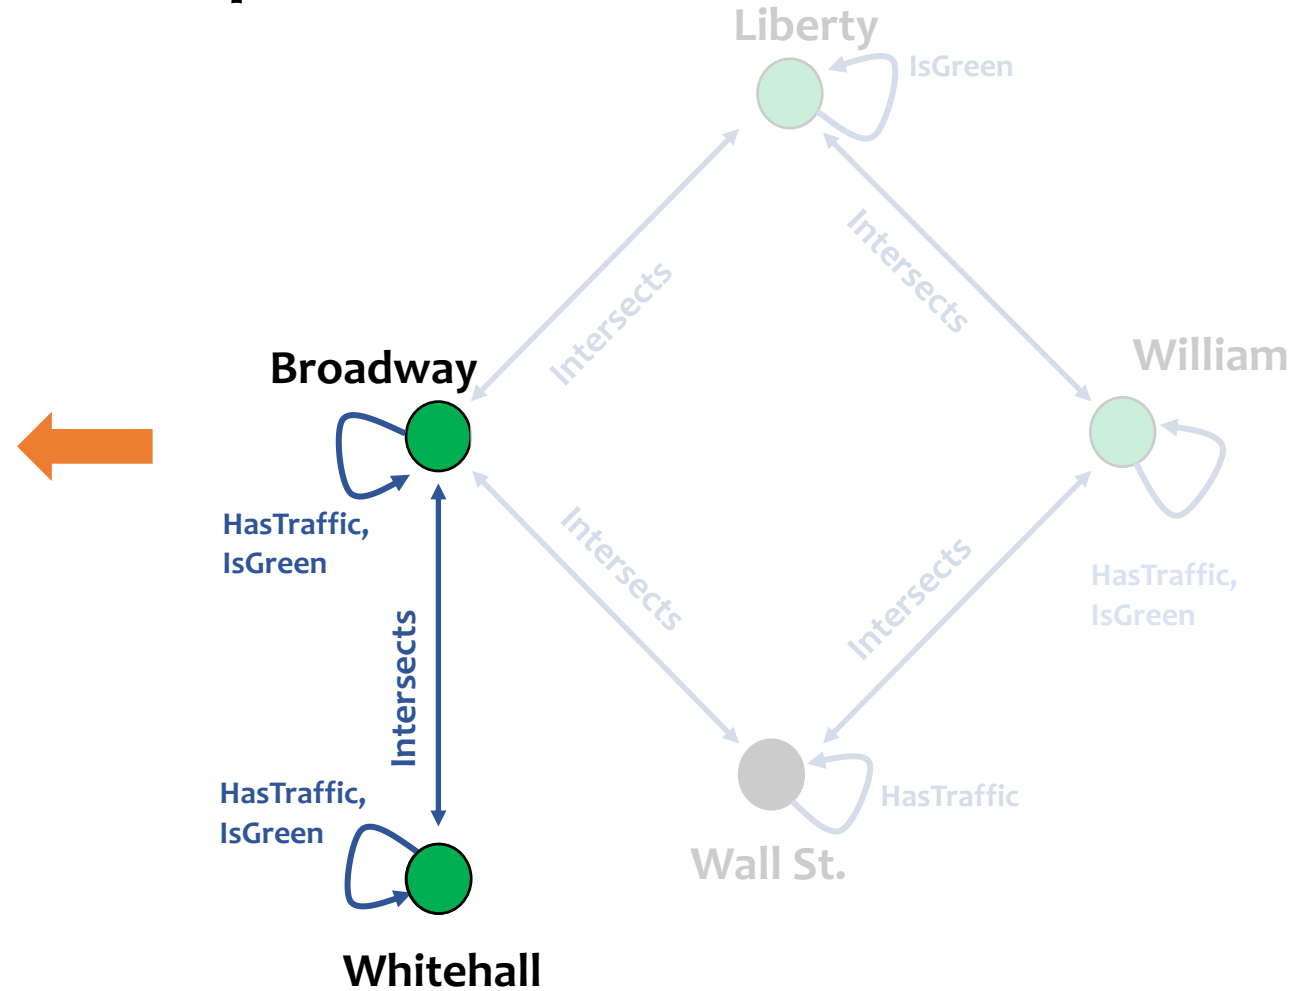 Liberty
IsGreen
Intersects
Intersects
Broadway
William
HasTraffic,
IsGreen
Intersects
Intersects
HasTraffic,
IsGreen
Intersects
HasTraffic,
IsGreen
HasTraffic
Wall St.
Whitehall